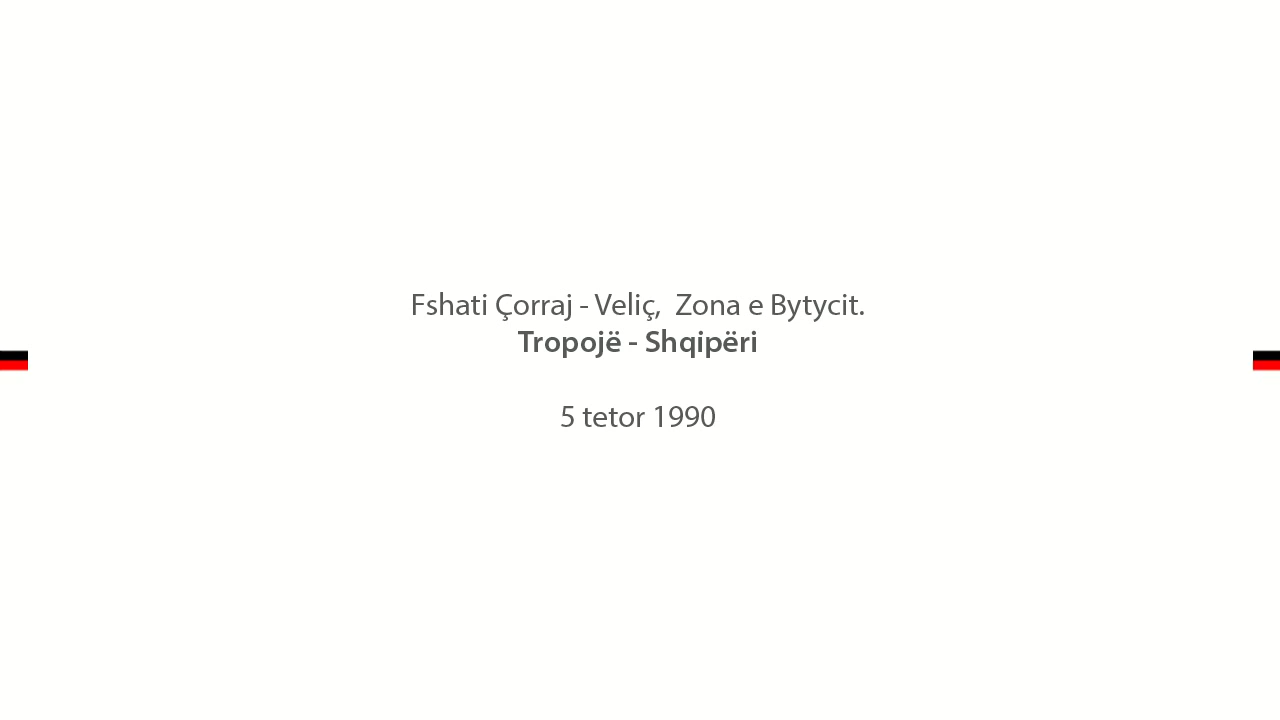 Fshati Çorraj - Veliç,  Zona e Bytycit.
Tropojë - Shqipëri
5 tetor 1990